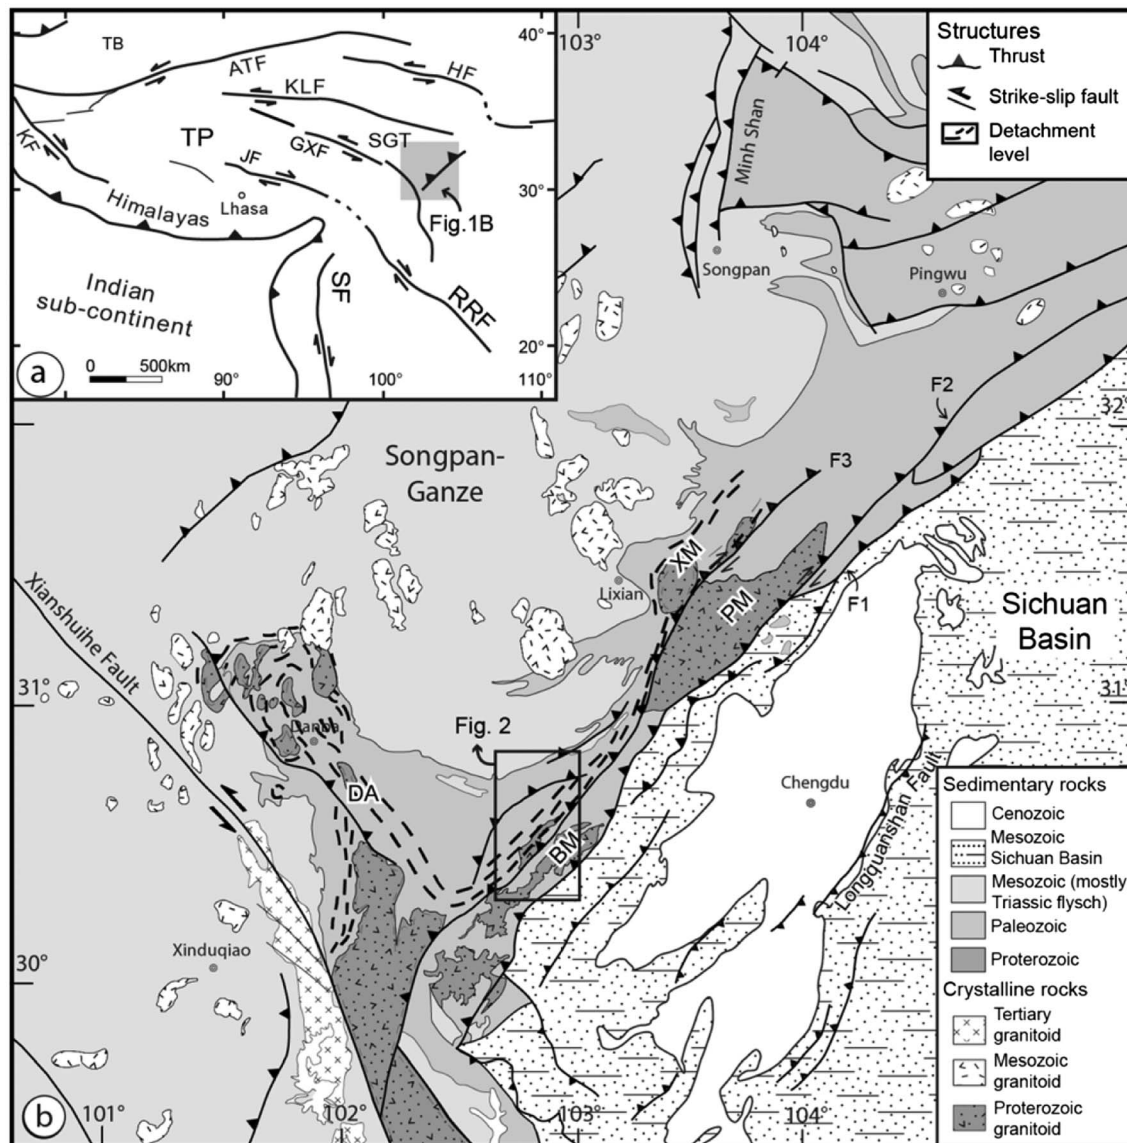 TB
ATF
HF
KLF
KF
TP
GXF
SGT
JF
Himalayas
Lhasa
Fig.1B
Indian
sub-continent
SF
RRF
a
0 500km
90°
100°
110°
40°
30°
20°
103°
104°
Structures
Thrust
Strike-slip fault
Detachment
level
Minh Shan
Songpan
Pingwu
F2
32°
Songpan-
Ganze
F3
XM
Lixian
PM
F1
Sichuan
Basin
Xianshuihe Fault
31°
31°
Danba
Fig. 2
DA
BM
Chengdu
Longquanshan Fault
Xinduqiao
30°
Sedimentary rocks
Cenozoic
Mesozoic
Sichuan Basin
Mesozoic (mostly
Triassic flysch)
Paleozoic
Proterozoic
Crystalline rocks
Tertiary
granitoid
Mesozoic
granitoid
Proterozoic
granitoid
b
101°
102°
103°
104°